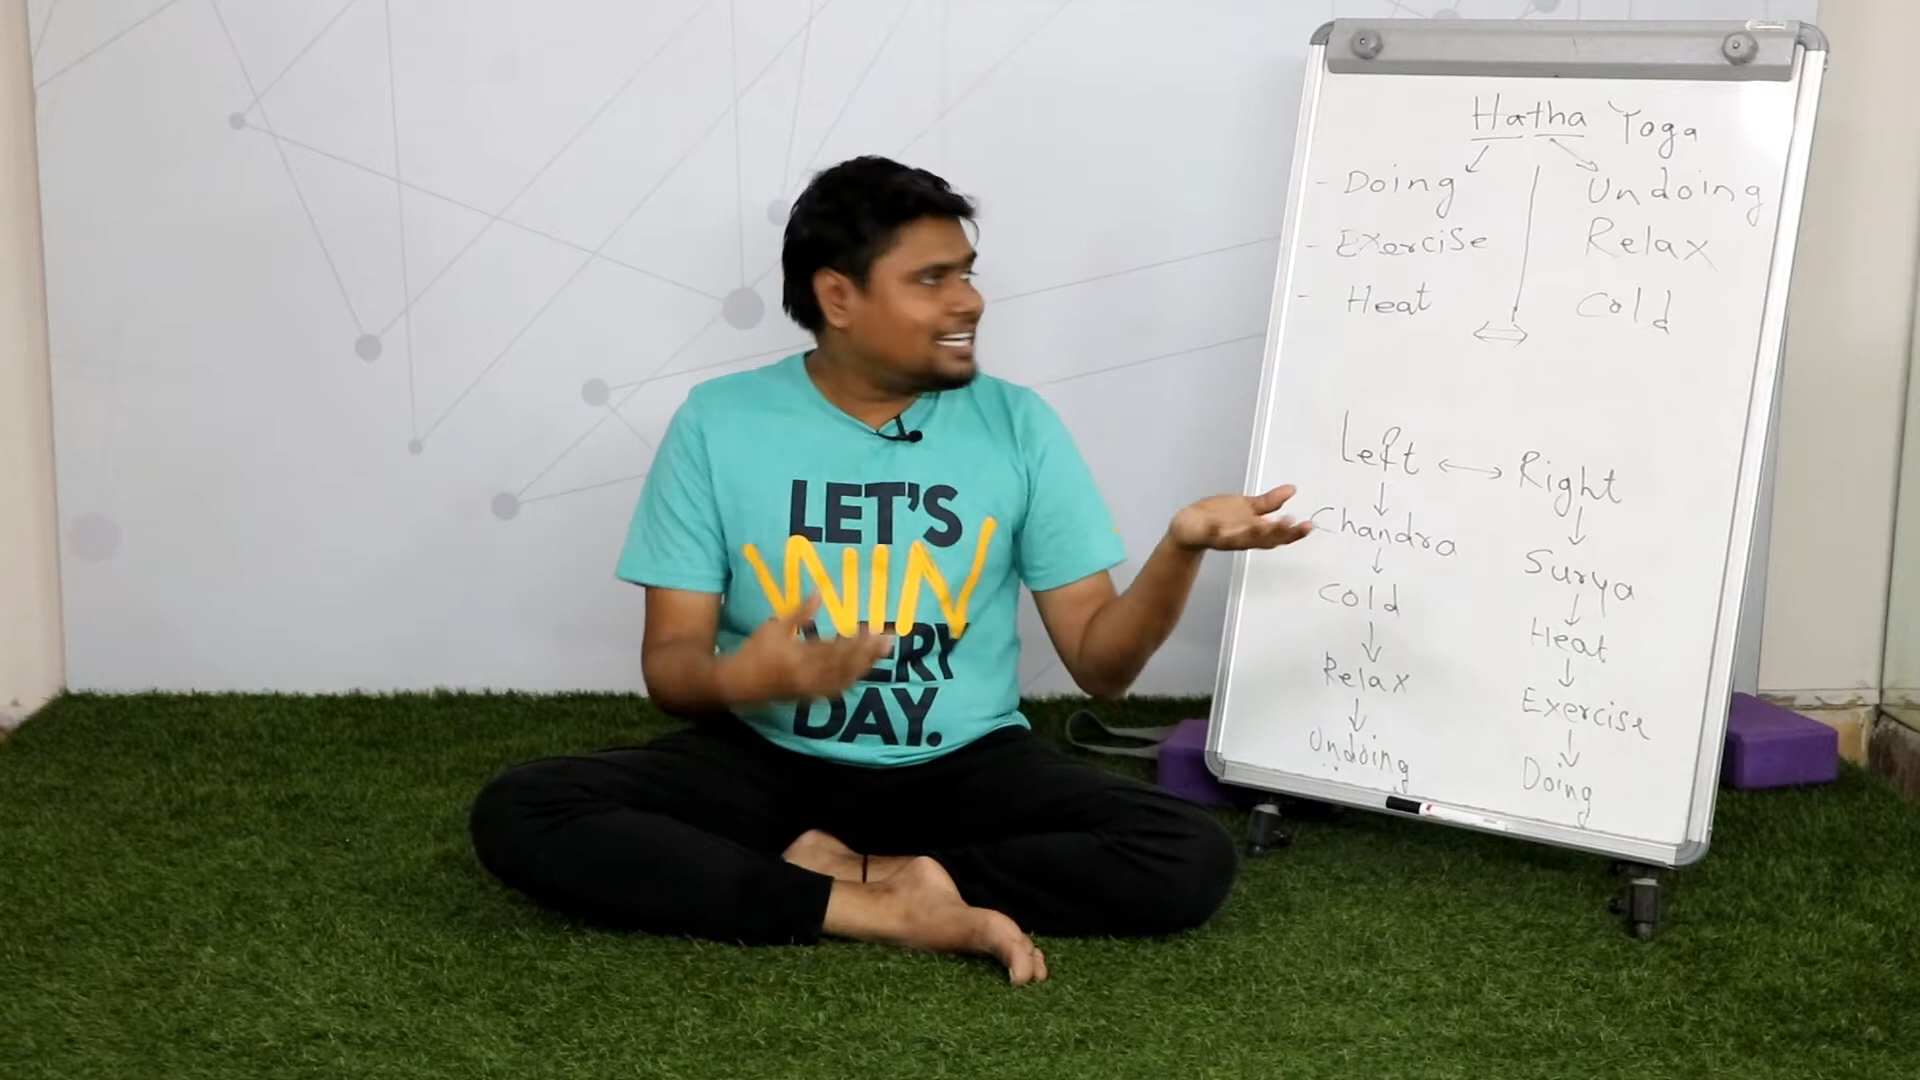 LET'S
WIN
DAY.
Hatha Yoga
- Doing Undoing
- Exercise Relax
- Heat Cold
Left Right
Chandra Surya
Cold Heat
Relax Exercise
Undoing Doing